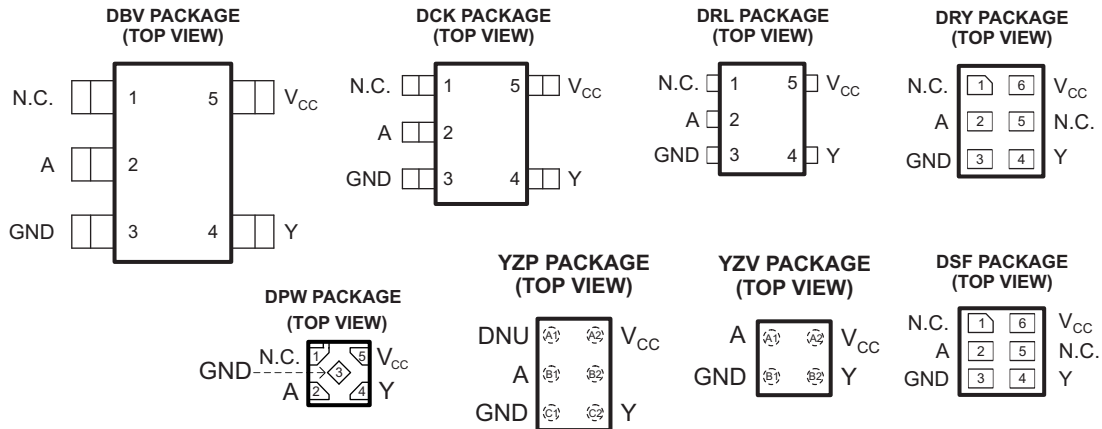 DBV PACKAGE
(TOP VIEW)
N.C. 1 5 VCC
A 2
GND 3 4 Y
DCK PACKAGE
(TOP VIEW)
N.C. 1 5 VCC
A 2
GND 3 4 Y
DRL PACKAGE
(TOP VIEW)
N.C. 1 5 VCC
A 2
GND 3 4 Y
DRY PACKAGE
(TOP VIEW)
N.C. 1 6 VCC
A 2 5 N.C.
GND 3 4 Y
DPW PACKAGE
(TOP VIEW)
N.C. 1 5 VCC
GND 3
A 2 4 Y
YZP PACKAGE
(TOP VIEW)
DNU A1 A2 VCC
A B1 B2
GND C1 C2 Y
YZV PACKAGE
(TOP VIEW)
A A1 A2 VCC
GND B1 B2 Y
DSF PACKAGE
(TOP VIEW)
N.C. 1 6 VCC
A 2 5 N.C.
GND 3 4 Y